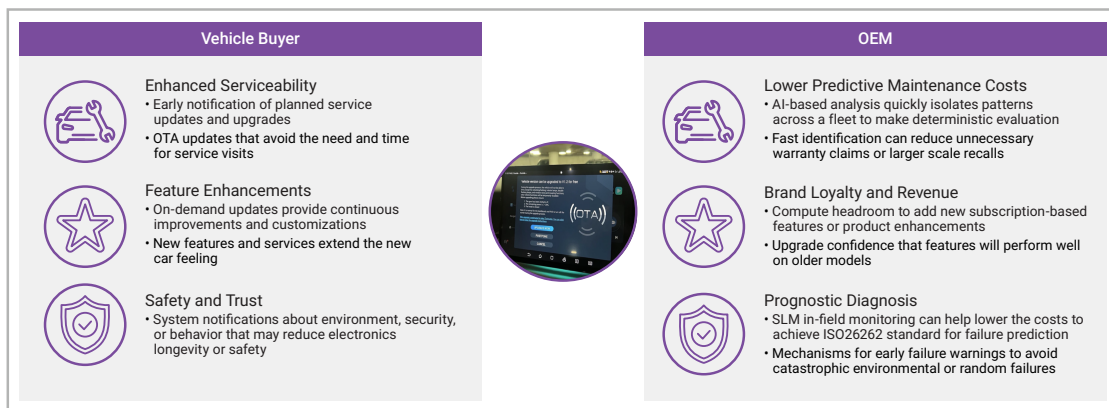 Vehicle Buyer
Enhanced Serviceability
• Early notification of planned service
updates and upgrades
• OTA updates that avoid the need and time
for service visits
Feature Enhancements
• On-demand updates provide continuous
improvements and customizations
• New features and services extend the new
car feeling
Safety and Trust
• System notifications about environment, security,
or behavior that may reduce electronics
longevity or safety
((OTA))
OEM
Lower Predictive Maintenance Costs
• AI-based analysis quickly isolates patterns
across a fleet to make deterministic evaluation
• Fast identification can reduce unnecessary
warranty claims or larger scale recalls
Brand Loyalty and Revenue
• Compute headroom to add new subscription-based
features or product enhancements
• Upgrade confidence that features will perform well
on older models
Prognostic Diagnosis
• SLM in-field monitoring can help lower the costs to
achieve ISO26262 standard for failure prediction
• Mechanisms for early failure warnings to avoid
catastrophic environmental or random failures